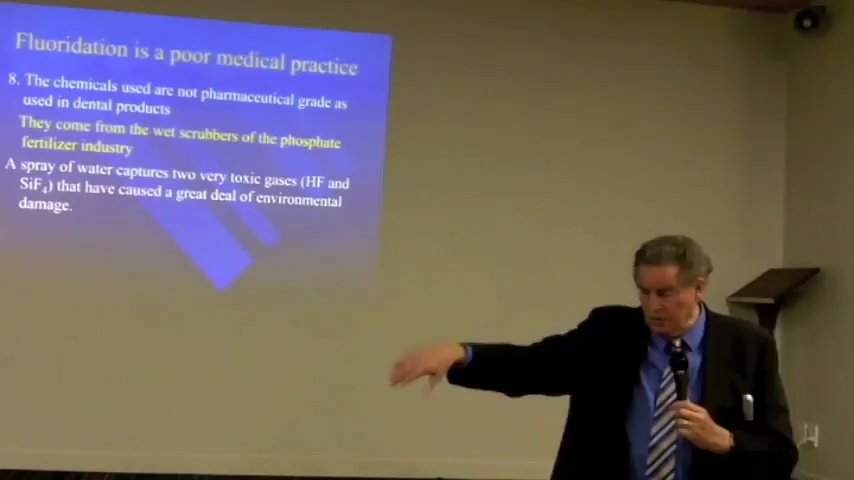 Fluoridation is a poor medical practice
8. The chemicals used are not pharmaceutical grade as
used in dental products
They come from the wet scrubbers of the phosphate
fertilizer industry
A spray of water captures two very toxic gases (HF and
SiF₄) that have caused a great deal of environmental
damage.